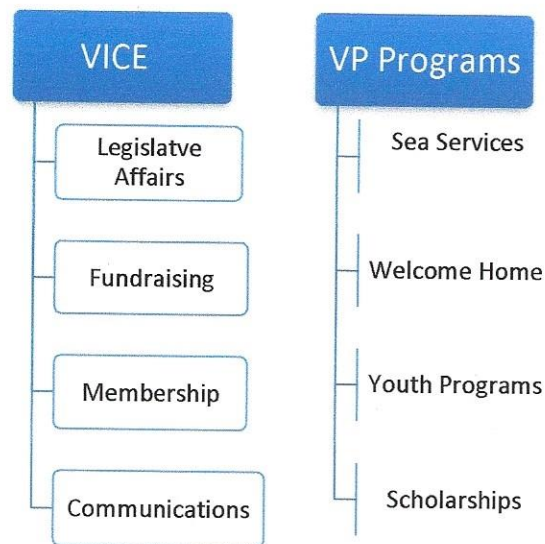 VICE
Legislatve
Affairs
Fundraising
Membership
Communications
VP Programs
Sea Services
Welcome Home
Youth Programs
Scholarships